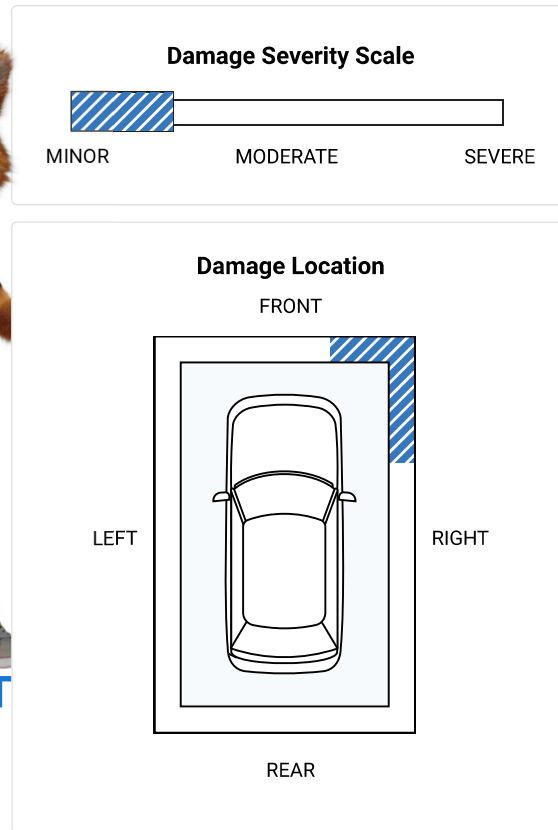 Damage Severity Scale
MINOR MODERATE SEVERE
Damage Location
FRONT
LEFT RIGHT
REAR